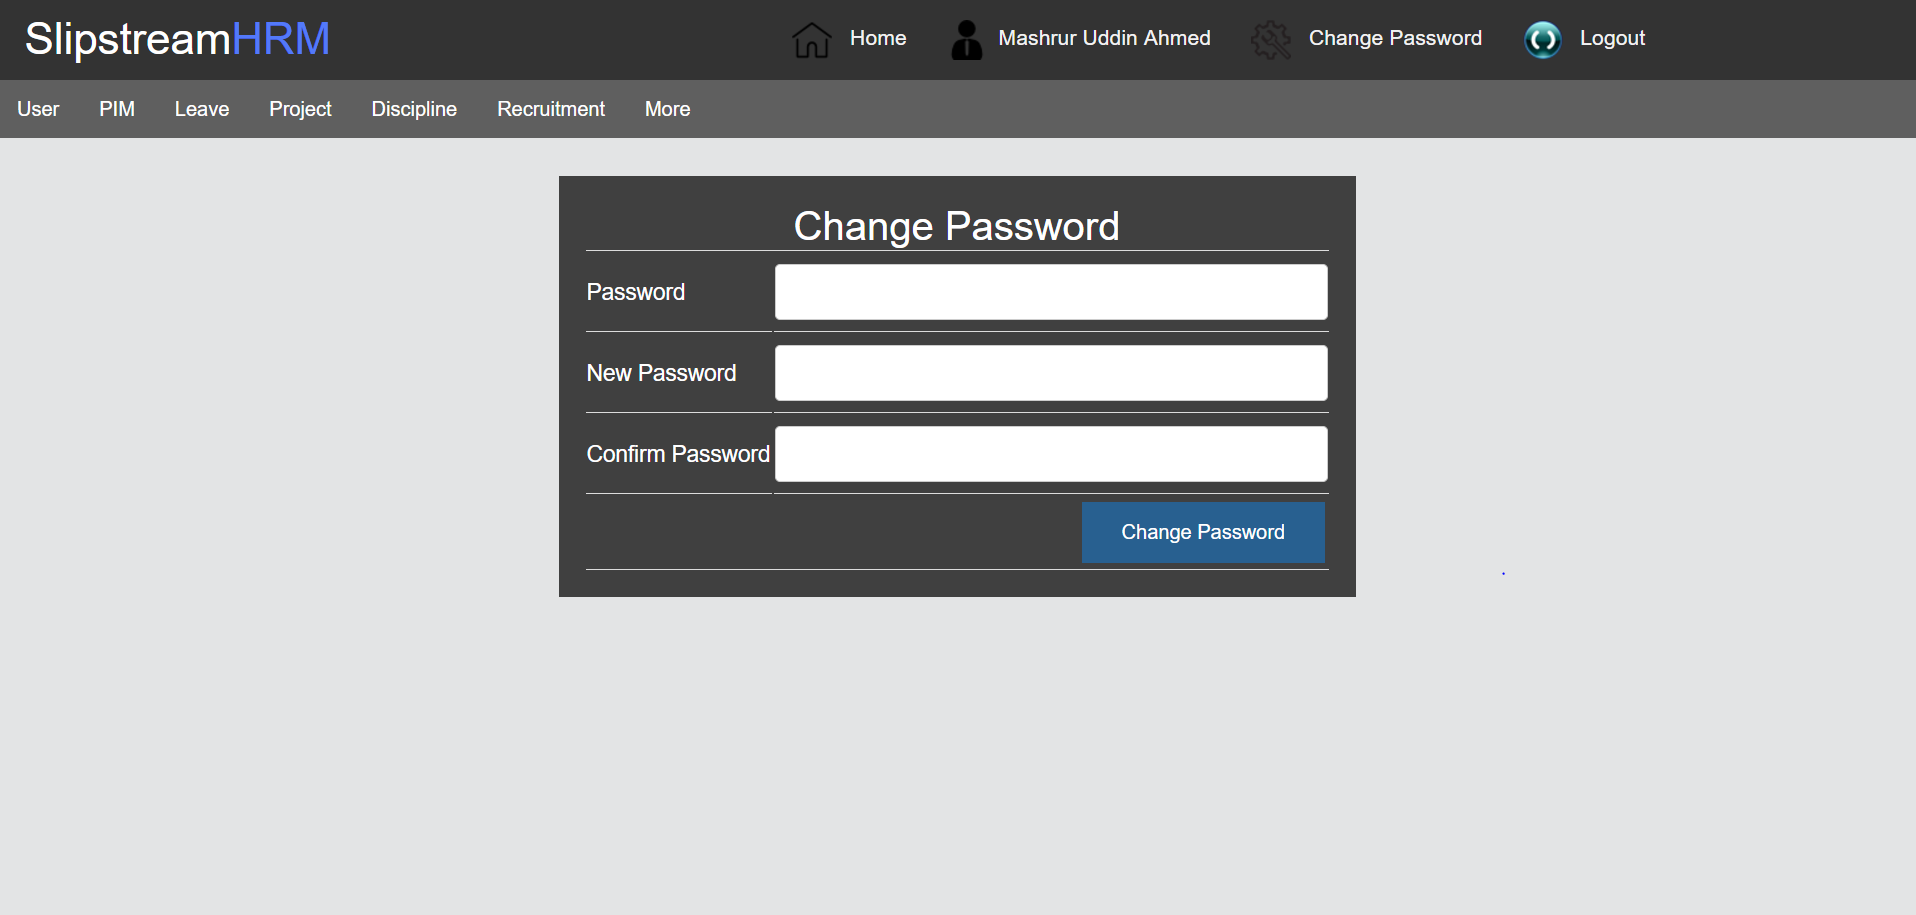 SlipstreamHRM
Home Mashrur Uddin Ahmed Change Password Logout
User PIM Leave Project Discipline Recruitment More
Change Password
Password
New Password
Confirm Password
Change Password